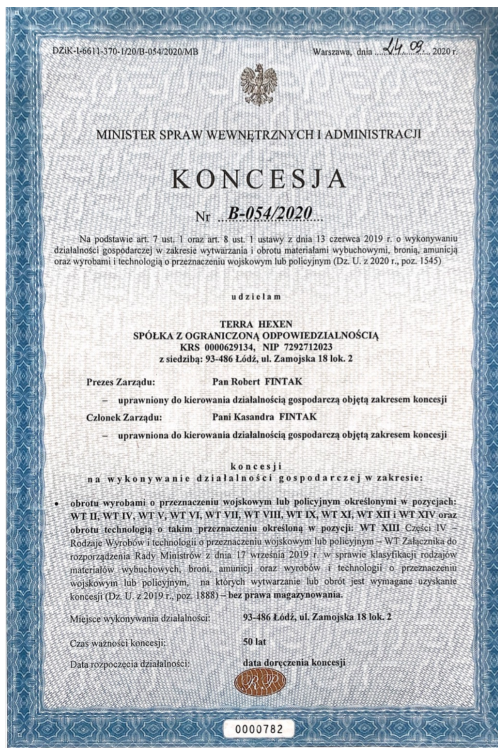 DZiK-I-6611-370-1/20/B-054/2020/MB
Warszawa, dnia 24 09. 2020 r.
MINISTER SPRAW WEWNĘTRZNYCH I ADMINISTRACJI
KONCESJA
Nr B-054/2020
Na podstawie art. 7 ust. 1 oraz art. 8 ust. 1 ustawy z dnia 13 czerwca 2019 r. o wykonywaniu
działalności gospodarczej w zakresie wytwarzania i obrotu materiałami wybuchowymi, bronią, amunicją
oraz wyrobami i technologią o przeznaczeniu wojskowym lub policyjnym (Dz. U. z 2020 r., poz. 1545)
udzielam
TERRA HEXEN
SPÓŁKA Z OGRANICZONĄ ODPOWIEDZIALNOŚCIĄ
KRS 0000629134, NIP 7292712023
z siedzibą: 93-486 Łódź, ul. Zamojska 18 lok. 2
Prezes Zarządu: Pan Robert FINTAK
– uprawniony do kierowania działalnością gospodarczą objętą zakresem koncesji
Członek Zarządu: Pani Kasandra FINTAK
– uprawniona do kierowania działalnością gospodarczą objętą zakresem koncesji
koncesji
na wykonywanie działalności gospodarczej w zakresie:
• obrotu wyrobami o przeznaczeniu wojskowym lub policyjnym określonymi w pozycjach:
WT II, WT IV, WT V, WT VI, WT VII, WT VIII, WT IX, WT XI, WT XII i WT XIV oraz
obrotu technologią o takim przeznaczeniu określoną w pozycji: WT XIII Części IV –
Rodzaje Wyrobów i technologii o przeznaczeniu wojskowym lub policyjnym – WT Załącznika do
rozporządzenia Rady Ministrów z dnia 17 września 2019 r. w sprawie klasyfikacji rodzajów
materiałów wybuchowych, broni, amunicji oraz wyrobów i technologii o przeznaczeniu
wojskowym lub policyjnym, na których wytwarzanie lub obrót jest wymagane uzyskanie
koncesji (Dz. U. z 2019 r., poz. 1888) – bez prawa magazynowania.
Miejsce wykonywania działalności: 93-486 Łódź, ul. Zamojska 18 lok. 2
Czas ważności koncesji: 50 lat
Data rozpoczęcia działalności: data doręczenia koncesji
RP
0000782